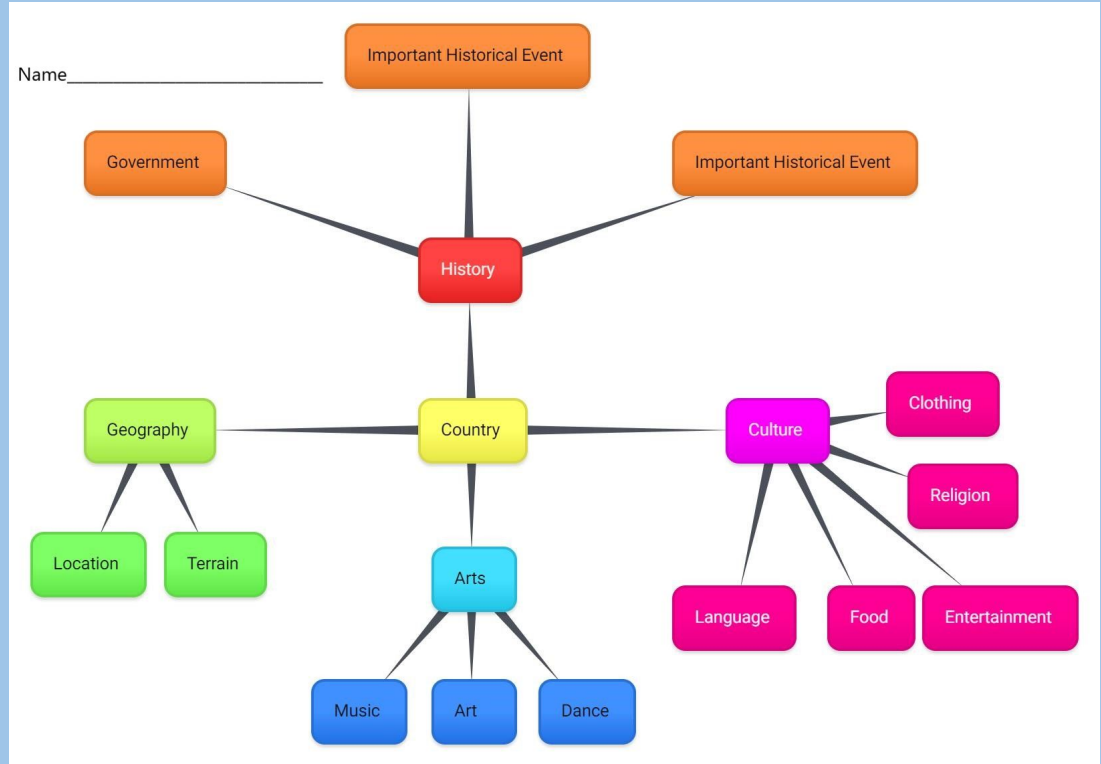 Important Historical Event
Name
Government
Important Historical Event
History
Geography
Country
Culture
Clothing
Religion
Location
Terrain
Arts
Language
Food
Entertainment
Music
Art
Dance